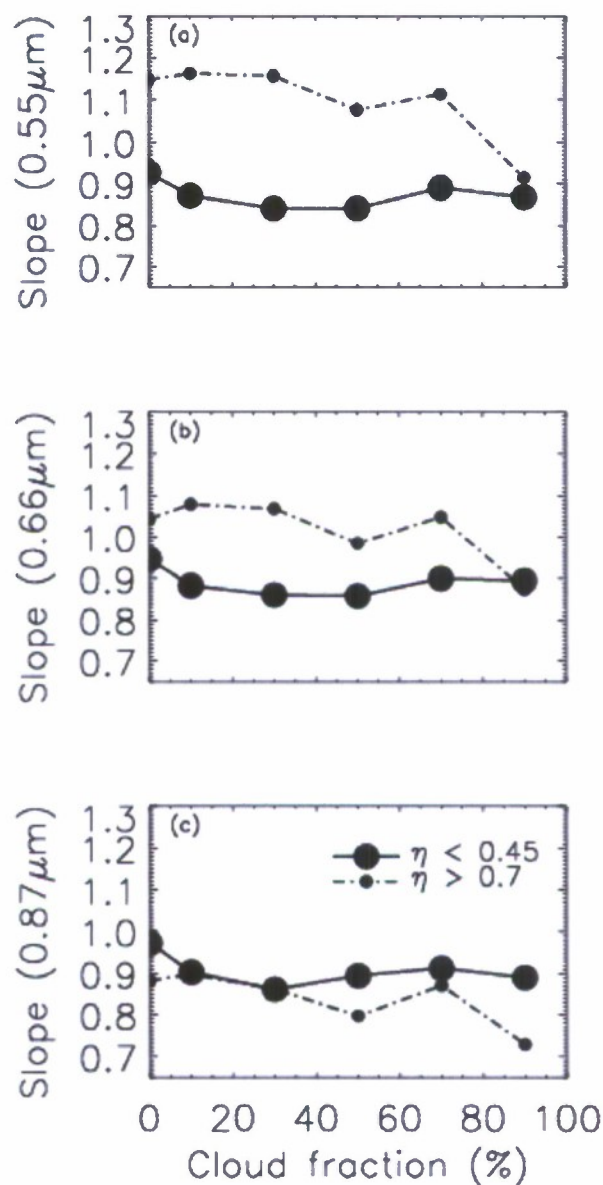 (a)
1.3
1.2
1.1
1.0
0.9
0.8
0.7
Slope (0.55μm)
(b)
1.3
1.2
1.1
1.0
0.9
0.8
0.7
Slope (0.66μm)
(c)
1.3
1.2
1.1
1.0
0.9
0.8
0.7
Slope (0.87μm)
η < 0.45
η > 0.7
0 20 40 60 80 100
Cloud fraction (%)